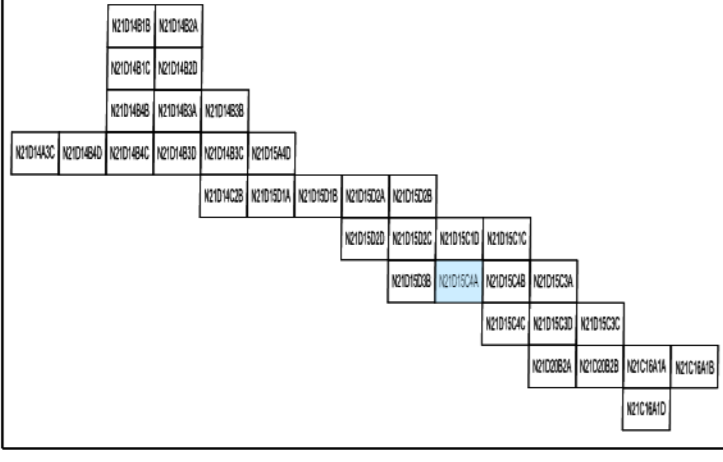 N21D14B1B N21D14B2A
N21D14B1C N21D14B2D
N21D14B4B N21D14B3A N21D14B3B
N21D14A3C N21D14B4D N21D14B4C N21D14B3D N21D14B3C N21D15A4D
N21D14C2B N21D15D1A N21D15D1B N21D15D2A N21D15D2B
N21D15D2D N21D15D2C N21D15C1D N21D15C1C
N21D15D3B N21D15C4A N21D15C4B N21D15C3A
N21D15C4C N21D15C3D N21D15C3C
N21D20B2A N21D20B2B N21C16A1A N21C16A1B
N21C16A1D